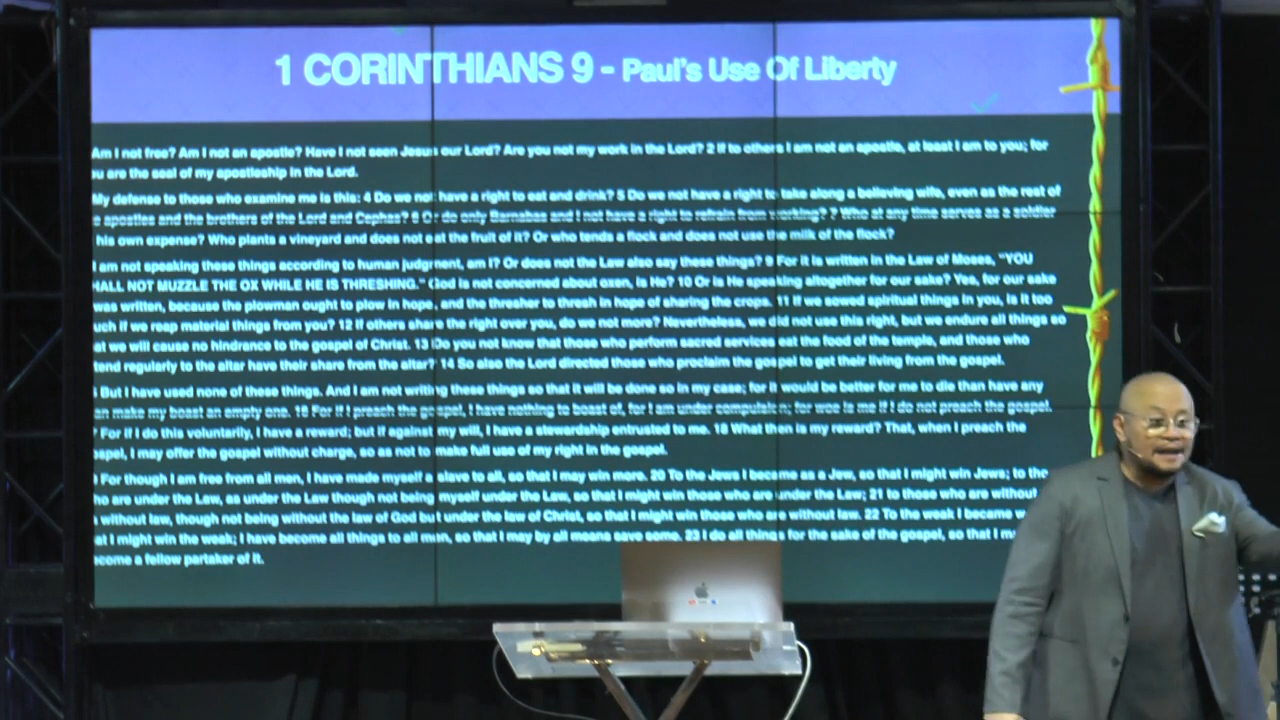 1 CORINTHIANS 9 - Paul's Use Of Liberty
Am I not free? Am I not an apostle? Have I not seen Jesus our Lord? Are you not my work in the Lord? 2 If to others I am not an apostle, at least I am to you; for
u are the seal of my apostleship in the Lord.
My defense to those who examine me is this: 4 Do we not have a right to eat and drink? 5 Do we not have a right to take along a believing wife, even as the rest of
e apostles and the brothers of the Lord and Cephas? 6 Or do only Barnabas and I not have a right to refrain from working? 7 Who at any time serves as a soldier
his own expense? Who plants a vineyard and does not eat the fruit of it? Or who tends a flock and does not use the milk of the flock?
I am not speaking these things according to human judgment, am I? Or does not the Law also say these things? 9 For it is written in the Law of Moses, "YOU
HALL NOT MUZZLE THE OX WHILE HE IS THRESHING." God is not concerned about oxen, is He? 10 Or is He speaking altogether for our sake? Yes, for our sake
was written, because the plowman ought to plow in hope, and the thresher to thresh in hope of sharing the crops. 11 If we sowed spiritual things in you, is it too
uch if we reap material things from you? 12 If others share the right over you, do we not more? Nevertheless, we did not use this right, but we endure all things so
at we will cause no hindrance to the gospel of Christ. 13 Do you not know that those who perform sacred services eat the food of the temple, and those who
tend regularly to the altar have their share from the altar? 14 So also the Lord directed those who proclaim the gospel to get their living from the gospel.
5 But I have used none of these things. And I am not writing these things so that it will be done so in my case; for it would be better for me to die than have any
en make my boast an empty one. 16 For if I preach the gospel, I have nothing to boast of, for I am under compulsion; for woe is me if I do not preach the gospel.
7 For if I do this voluntarily, I have a reward; but if against my will, I have a stewardship entrusted to me. 18 What then is my reward? That, when I preach the
ospel, I may offer the gospel without charge, so as not to make full use of my right in the gospel.
For though I am free from all men, I have made myself a slave to all, so that I may win more. 20 To the Jews I became as a Jew, so that I might win Jews; to tho
ho are under the Law, as under the Law though not being myself under the Law, so that I might win those who are under the Law; 21 to those who are without
without law, though not being without the law of God but under the law of Christ, so that I might win those who are without law. 22 To the weak I became w
at I might win the weak; I have become all things to all men, so that I may by all means save some. 23 I do all things for the sake of the gospel, so that I m
ecome a fellow partaker of it.